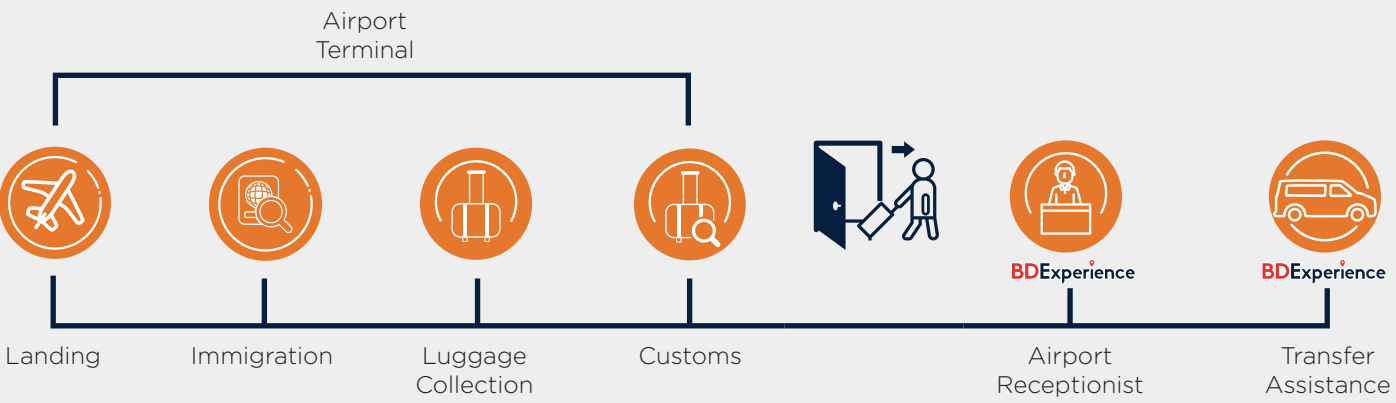 Airport
Terminal
BDExperience
BDExperience
Landing
Immigration
Luggage
Collection
Customs
Airport
Receptionist
Transfer
Assistance